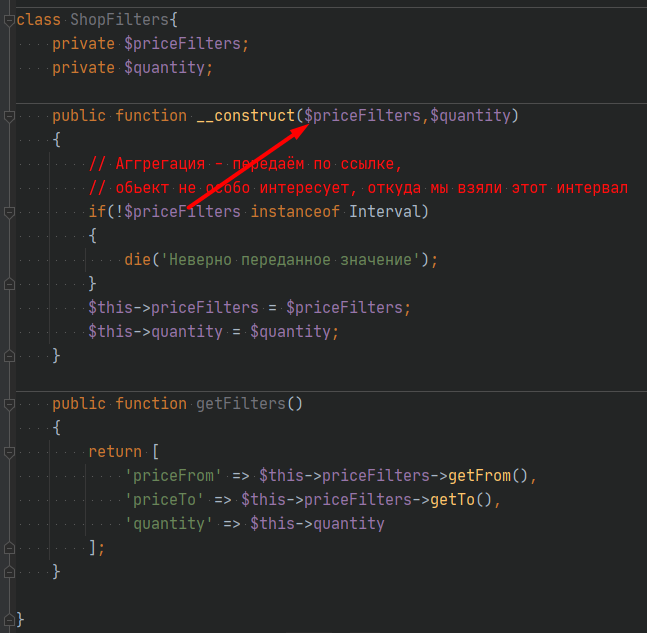 class ShopFilters{
private $priceFilters;
private $quantity;
public function __construct($priceFilters,$quantity)
{
// Аггрегация - передаём по ссылке,
// обьект не особо интересует, откуда мы взяли этот интервал
if(!$priceFilters instanceof Interval)
{
die('Неверно переданное значение');
}
$this->priceFilters = $priceFilters;
$this->quantity = $quantity;
}
public function getFilters()
{
return [
'priceFrom' => $this->priceFilters->getFrom(),
'priceTo' => $this->priceFilters->getTo(),
'quantity' => $this->quantity
];
}
}